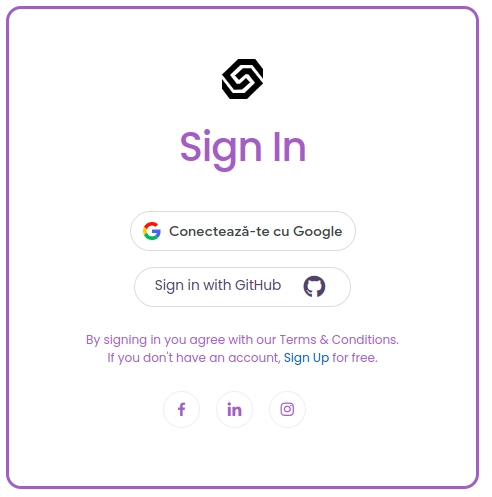 Sign In
Conectează-te cu Google
Sign in with GitHub
By signing in you agree with our Terms & Conditions.
If you don't have an account, Sign Up for free.